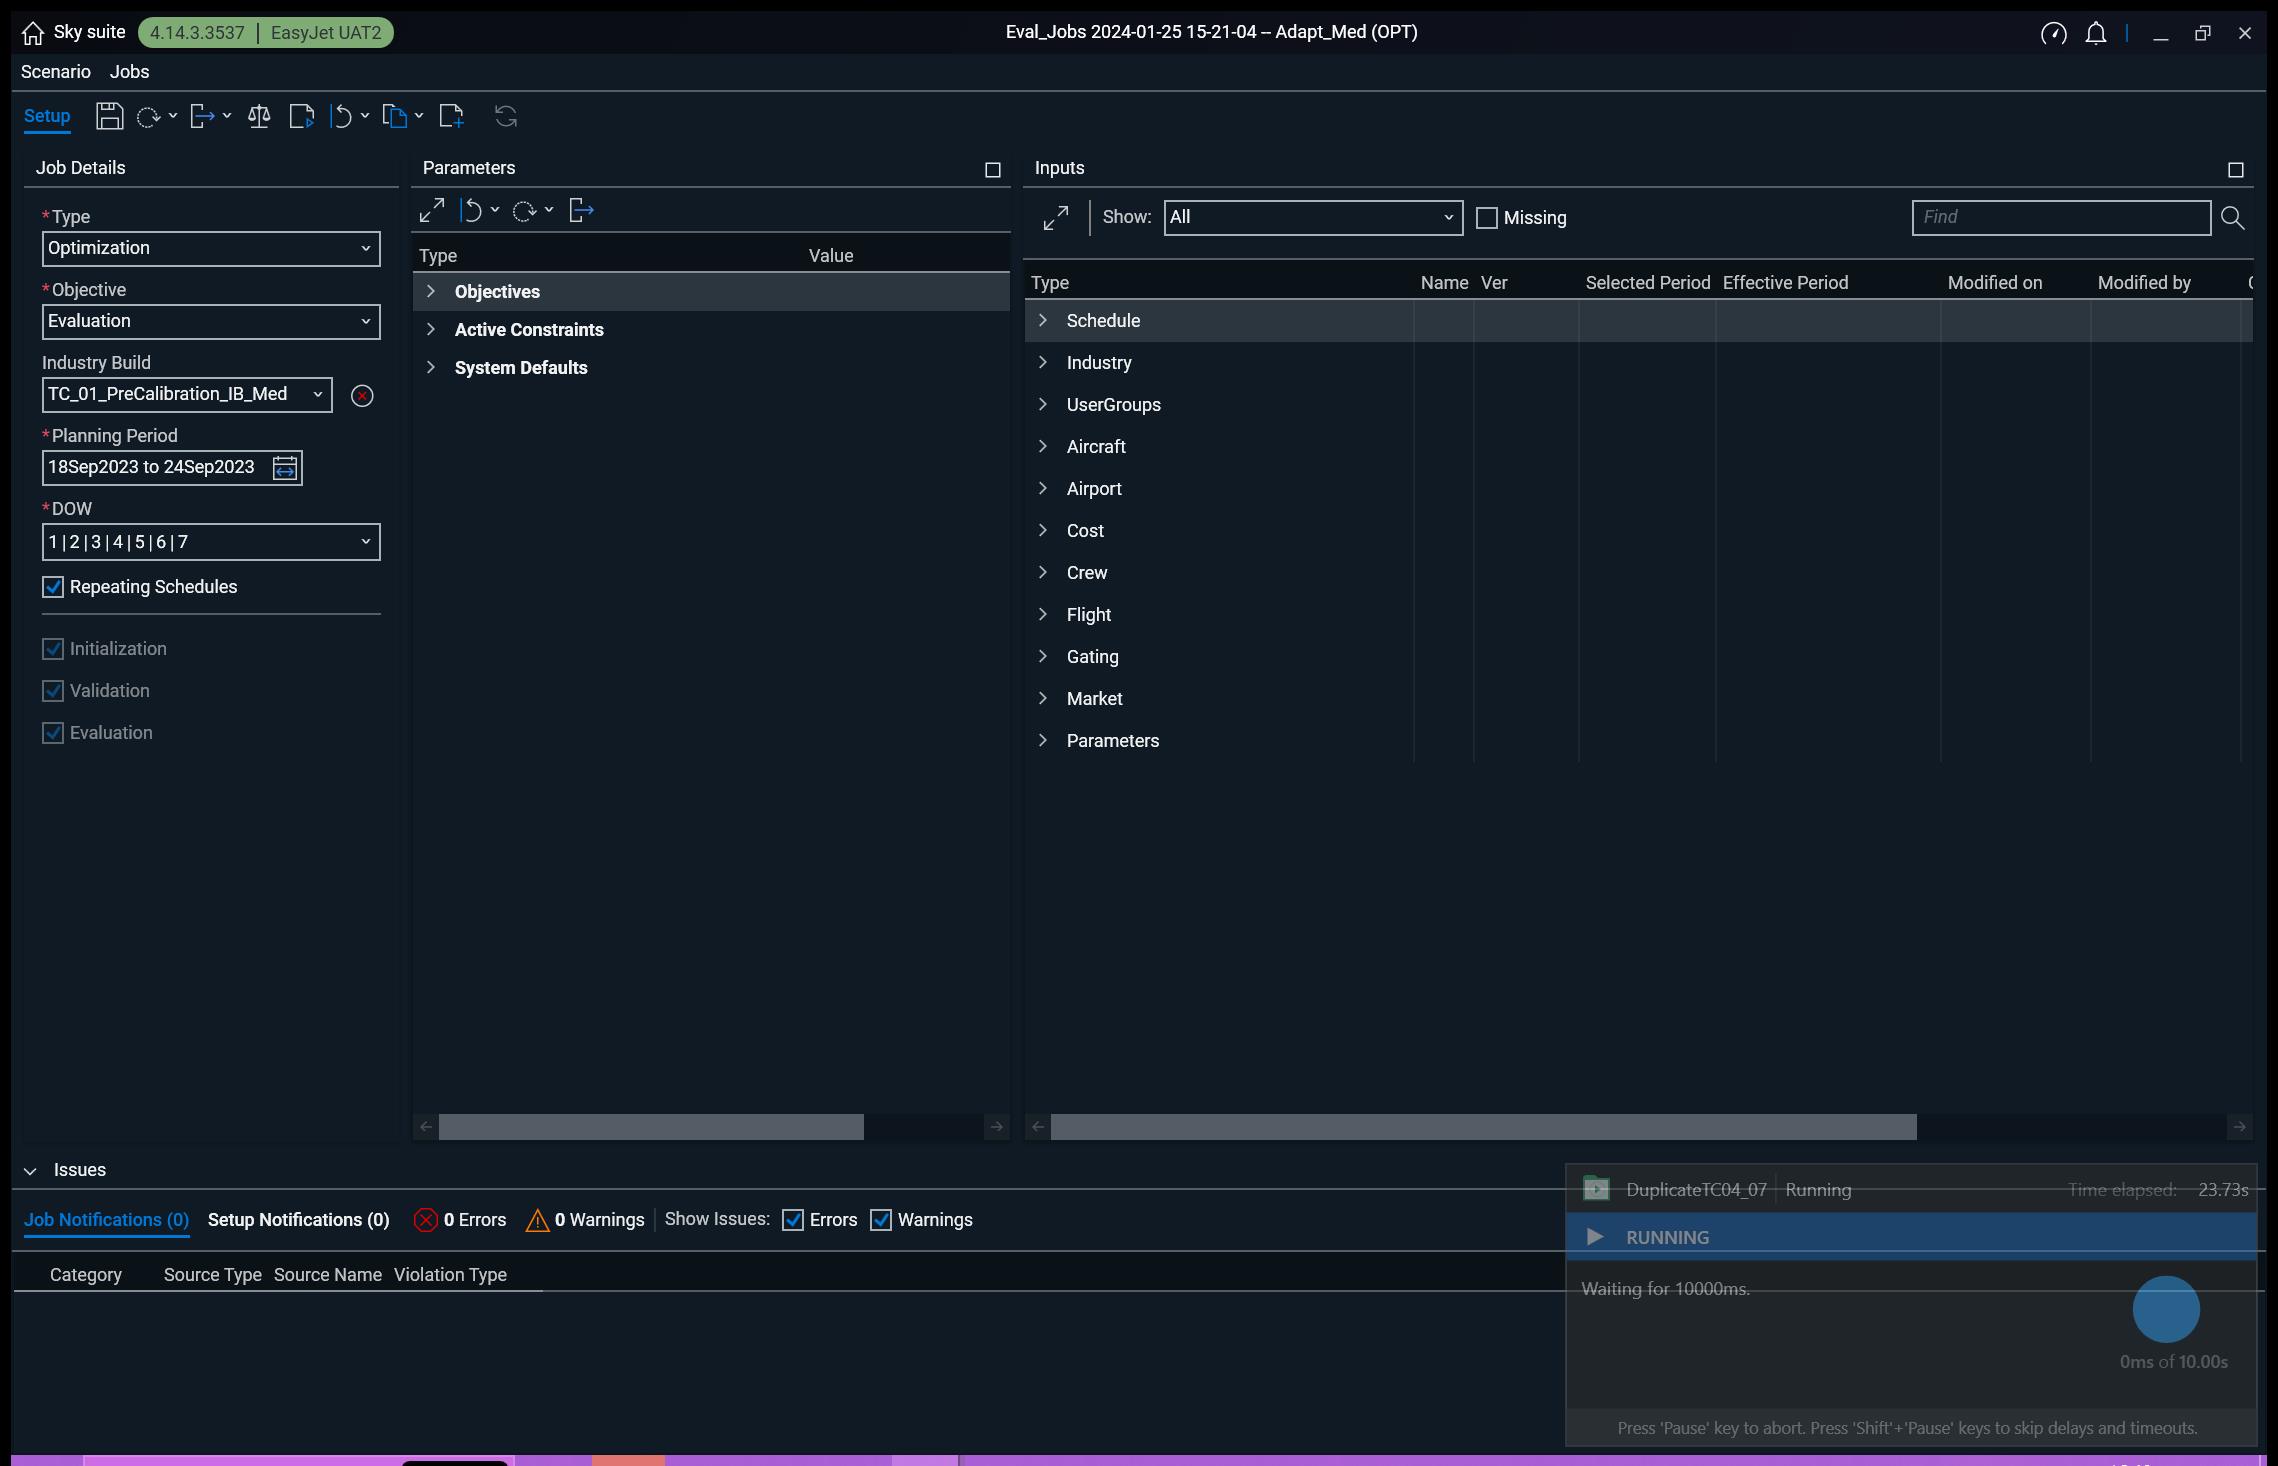 Sky suite 4.14.3.3537 | EasyJet UAT2 Eval_Jobs 2024-01-25 15-21-04 -- Adapt_Med (OPT)
Scenario Jobs
Setup
Job Details
*Type
Optimization
*Objective
Evaluation
Industry Build
TC_01_PreCalibration_IB_Med
*Planning Period
18Sep2023 to 24Sep2023
*DOW
1 | 2 | 3 | 4 | 5 | 6 | 7
Repeating Schedules
Initialization
Validation
Evaluation
Parameters
Type Value
Objectives
Active Constraints
System Defaults
Inputs
Show: All Missing Find
Type Name Ver Selected Period Effective Period Modified on Modified by
Schedule
Industry
UserGroups
Aircraft
Airport
Cost
Crew
Flight
Gating
Market
Parameters
Issues
Job Notifications (0) Setup Notifications (0) 0 Errors 0 Warnings Show Issues: Errors Warnings
Category Source Type Source Name Violation Type
DuplicateTC04_07 Running Time elapsed: 23.73s
RUNNING
Waiting for 10000ms.
0ms of 10.00s
Press 'Pause' key to abort. Press 'Shift'+'Pause' keys to skip delays and timeouts.